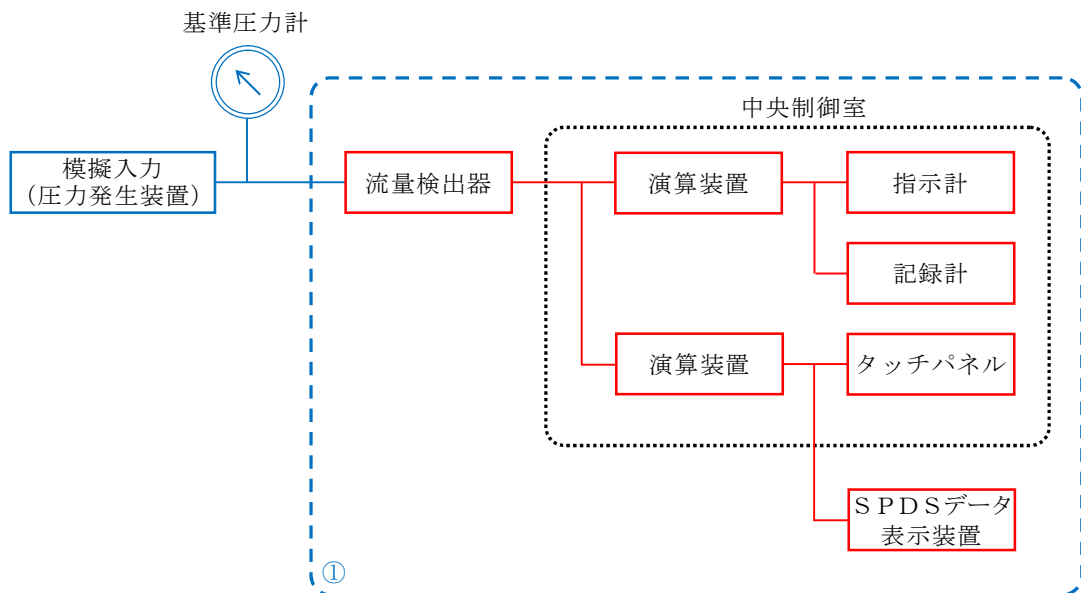 基準圧力計
中央制御室
模擬入力
(圧力発生装置)
流量検出器
演算装置
指示計
記録計
演算装置
タッチパネル
ＳＰＤＳデータ
表示装置
①